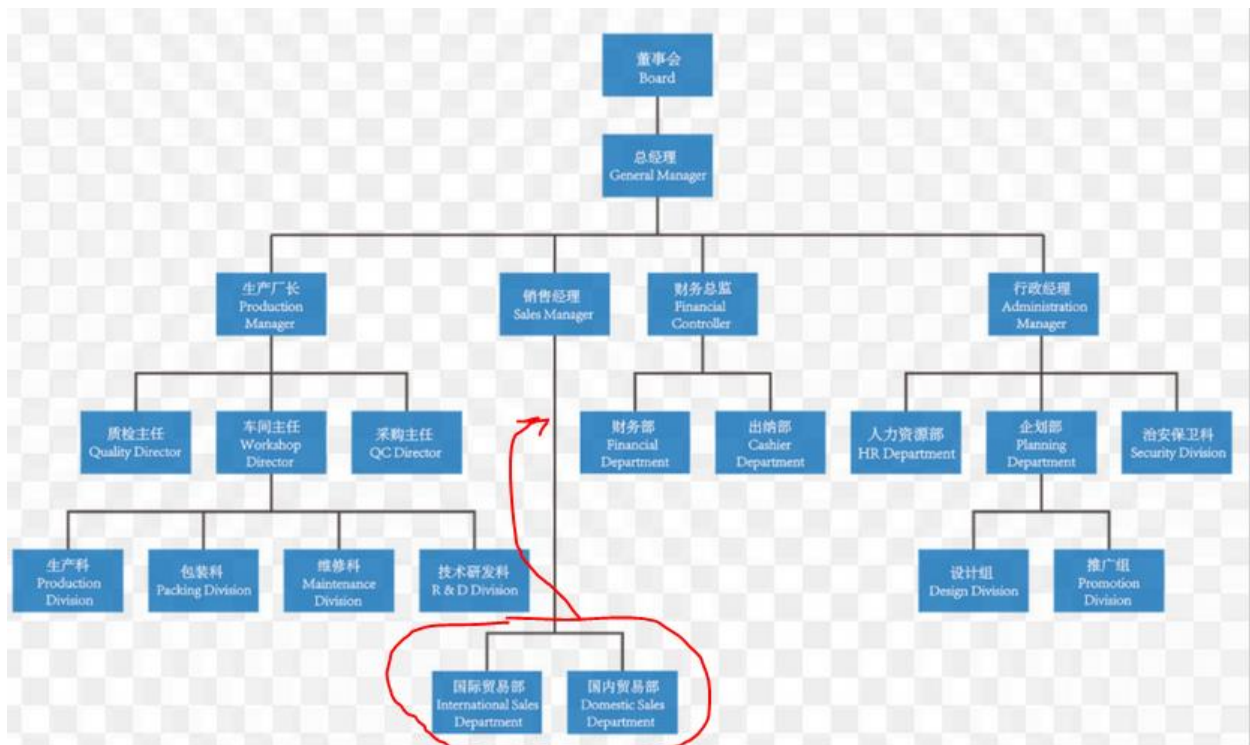 董事会
Board
总经理
General Manager
生产厂长
Production
Manager
销售经理
Sales Manager
财务总监
Financial
Controller
行政经理
Administration
Manager
质检主任
Quality Director
车间主任
Workshop
Director
采购主任
QC Director
财务部
Financial
Department
出纳部
Cashier
Department
人力资源部
HR Department
企划部
Planning
Department
治安保卫科
Security Division
生产科
Production
Division
包装科
Packing Division
维修科
Maintenance
Division
技术研发科
R & D Division
设计组
Design Division
推广组
Promotion
Division
国际贸易部
International Sales
Department
国内贸易部
Domestic Sales
Department